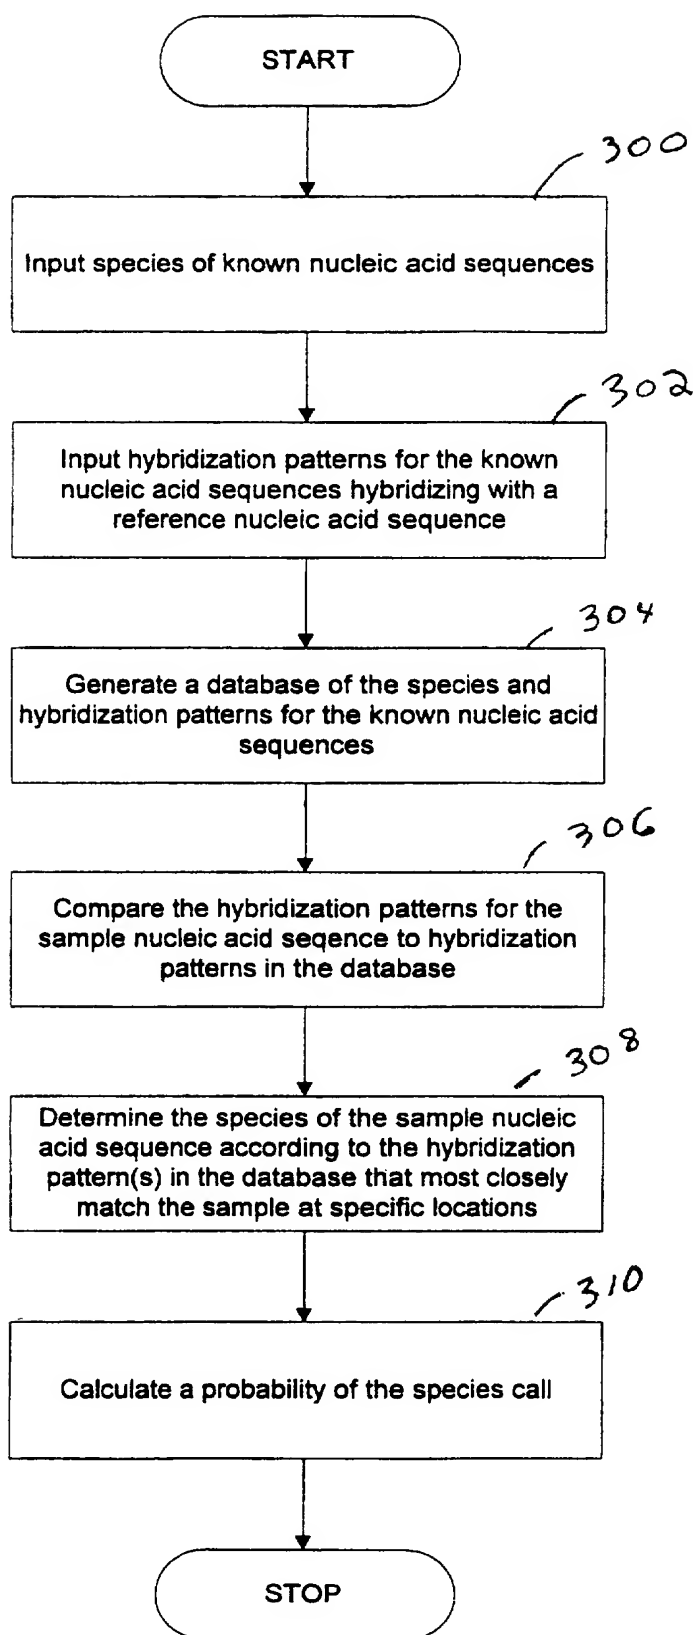 START
300
Input species of known nucleic acid sequences
302
Input hybridization patterns for the known
nucleic acid sequences hybridizing with a
reference nucleic acid sequence
304
Generate a database of the species and
hybridization patterns for the known nucleic acid
sequences
306
Compare the hybridization patterns for the
sample nucleic acid seqence to hybridization
patterns in the database
308
Determine the species of the sample nucleic
acid sequence according to the hybridization
pattern(s) in the database that most closely
match the sample at specific locations
310
Calculate a probability of the species call
STOP